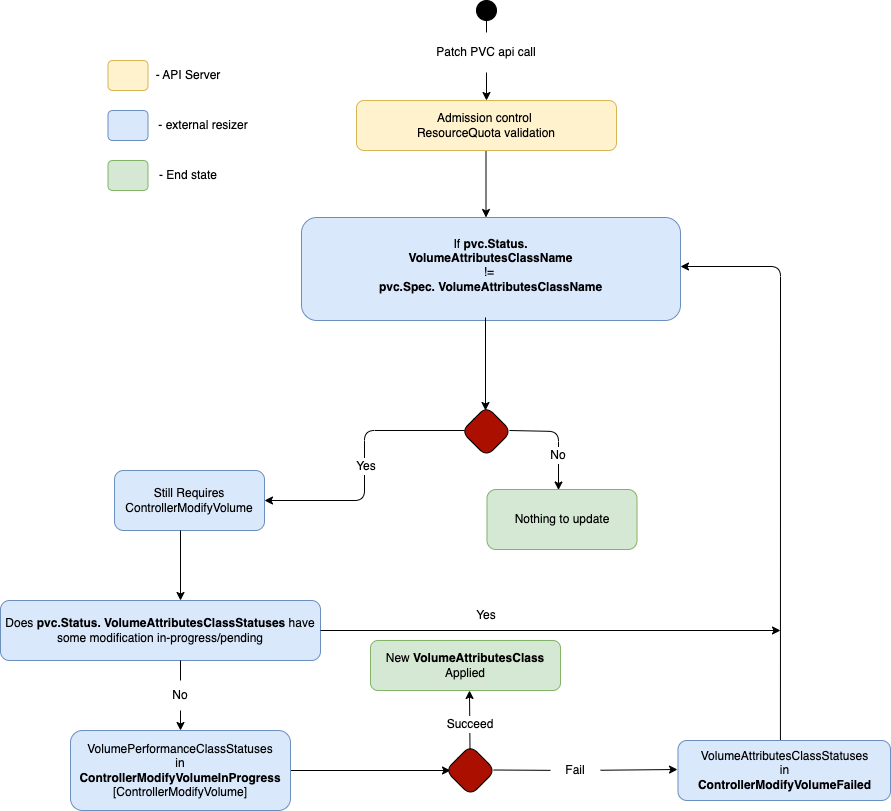 Patch PVC api call
- API Server
- external resizer
- End state
Admission control
ResourceQuota validation
If pvc.Status.
VolumeAttributesClassName
!=
pvc.Spec. VolumeAttributesClassName
Yes
No
Still Requires
ControllerModifyVolume
Nothing to update
Does pvc.Status. VolumeAttributesClassStatuses have
some modification in-progress/pending
Yes
No
New VolumeAttributesClass
Applied
Succeed
VolumePerformanceClassStatuses
in
ControllerModifyVolumeInProgress
[ControllerModifyVolume]
Fail
VolumeAttributesClassStatuses
in
ControllerModifyVolumeFailed